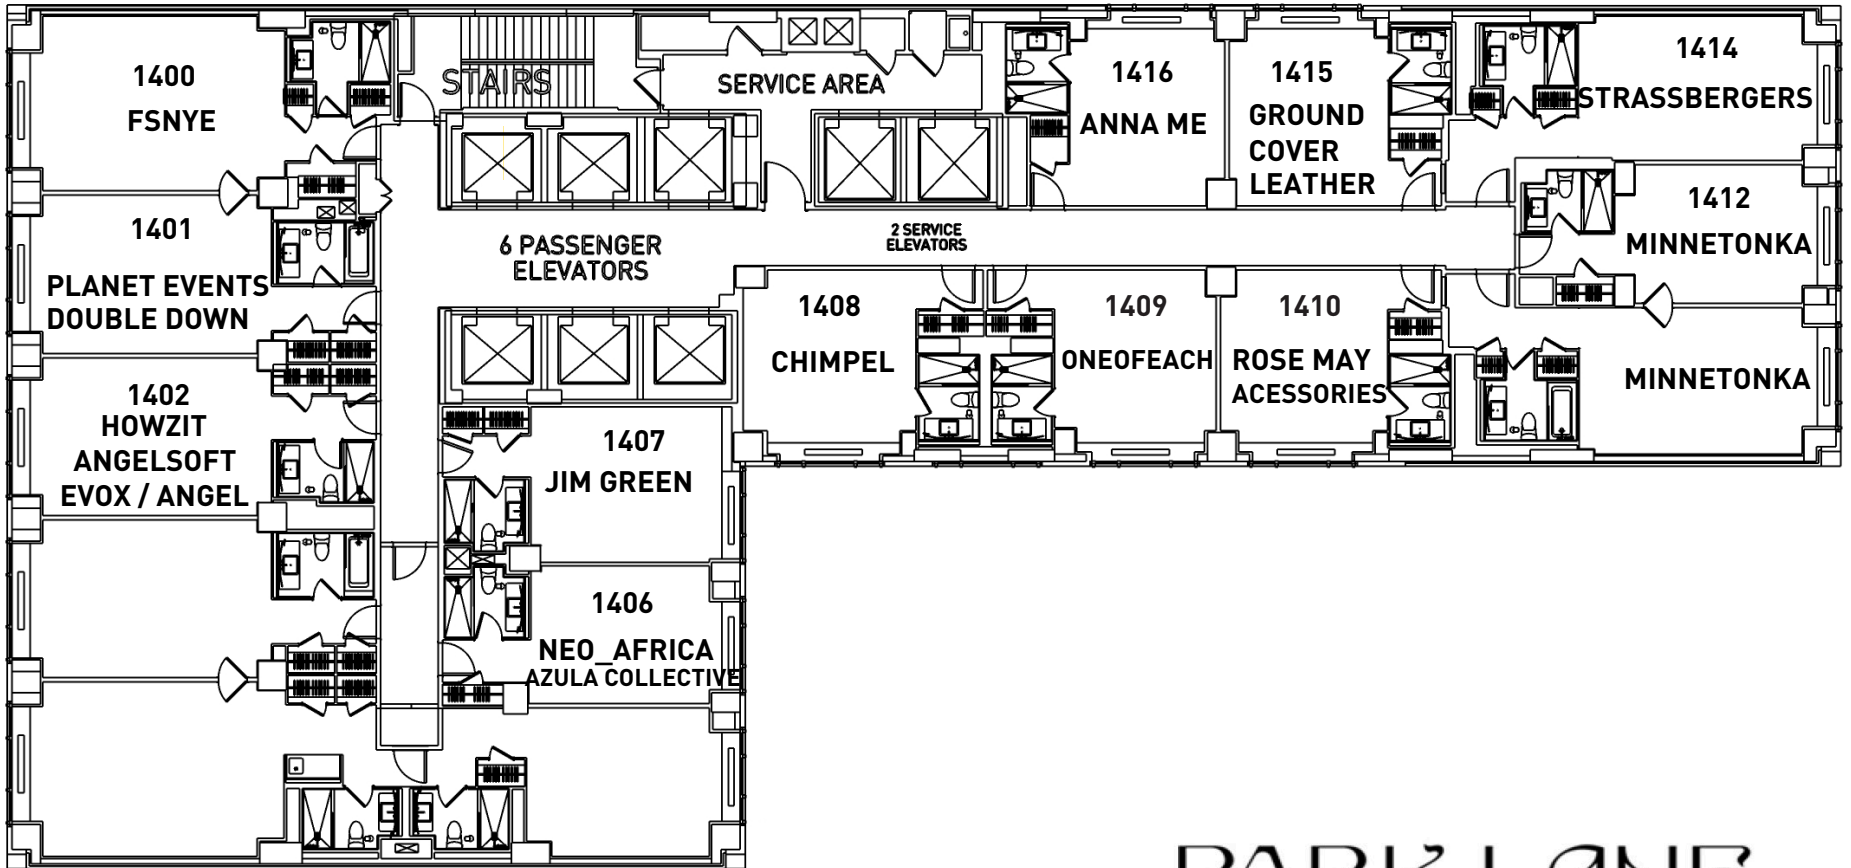 1400
FSNYE
STAIRS
SERVICE AREA
1416
ANNA ME
1415
GROUND
COVER
LEATHER
1414
STRASSBERGERS
1401
PLANET EVENTS
DOUBLE DOWN
6 PASSENGER
ELEVATORS
2 SERVICE
ELEVATORS
1412
MINNETONKA
1402
HOWZIT
ANGELSOFT
EVOX / ANGEL
1408
CHIMPEL
1409
ONEOFEACH
1410
ROSE MAY
ACESSORIES
MINNETONKA
1407
JIM GREEN
1406
NEO_AFRICA
AZULA COLLECTIVE
PARK LANE